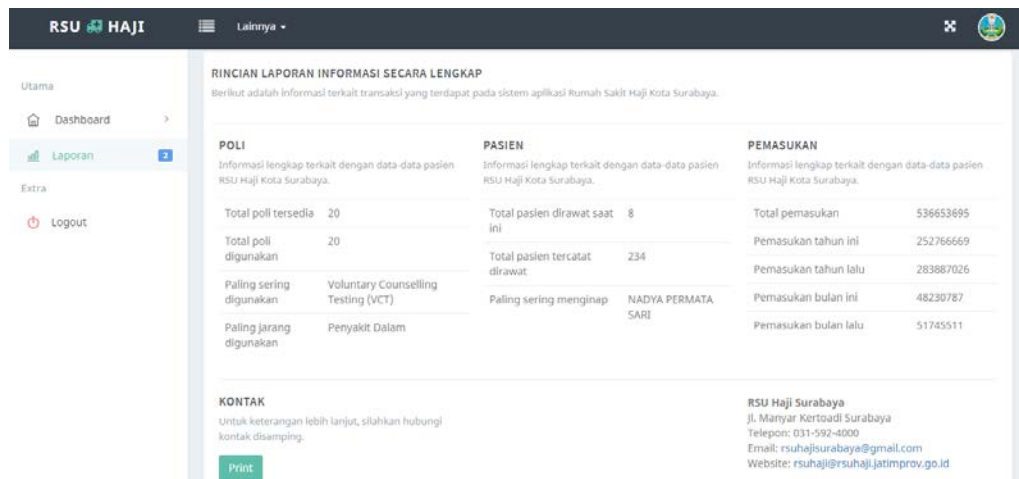 RSU HAJI
Lainnya
Utama
Dashboard
Laporan 2
Extra
Logout
RINCIAN LAPORAN INFORMASI SECARA LENGKAP
Berikut adalah informasi terkait transaksi yang terdapat pada sistem aplikasi Rumah Sakit Haji Kota Surabaya.
POLI
Informasi lengkap terkait dengan data-data pasien
RSU Haji Kota Surabaya.
Total poli tersedia 20
Total poli 20
digunakan
Paling sering Voluntary Counselling
digunakan Testing (VCT)
Paling jarang Penyakit Dalam
digunakan
PASIEN
Informasi lengkap terkait dengan data-data pasien
RSU Haji Kota Surabaya.
Total pasien dirawat saat 8
ini
Total pasien tercatat 234
dirawat
Paling sering menginap NADYA PERMATA
SARI
PEMASUKAN
Informasi lengkap terkait dengan data-data pasien
RSU Haji Kota Surabaya.
Total pemasukan 536653695
Pemasukan tahun ini 252766669
Pemasukan tahun lalu 283887026
Pemasukan bulan ini 48230787
Pemasukan bulan lalu 51745511
KONTAK
Untuk keterangan lebih lanjut, silahkan hubungi
kontak disamping.
Print
RSU Haji Surabaya
Jl. Manyar Kertoadi Surabaya
Telepon: 031-592-4000
Email: rsuhajisurabaya@gmail.com
Website: rsuhaji@rsuhaji.jatimprov.go.id